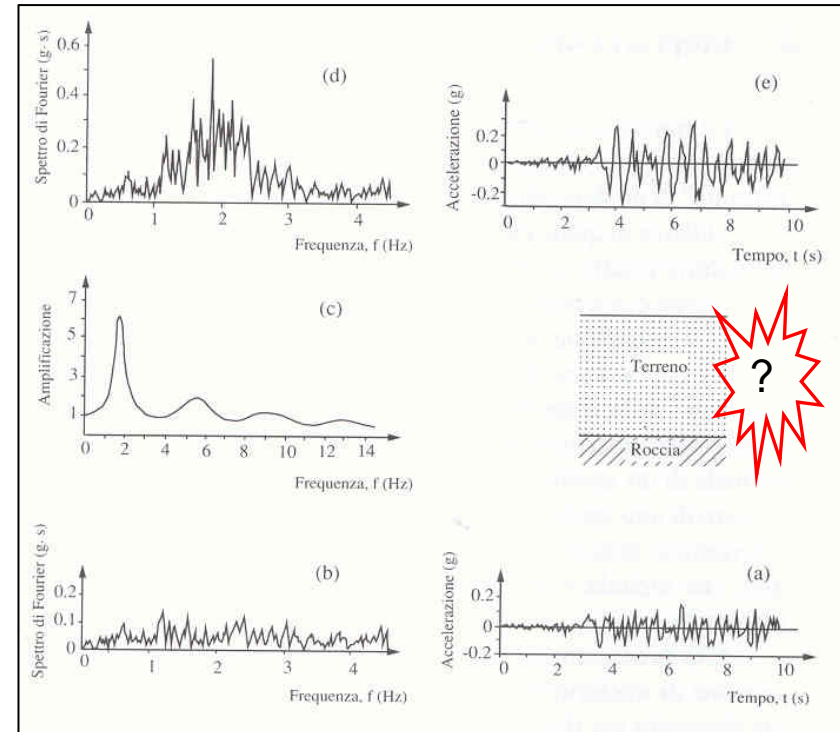 (d)
Spettro di Fourier (g· s)
0.6
0.4
0.2
0
0 1 2 3 4
Frequenza, f (Hz)
(e)
Accelerazione (g)
0.2
0
-0.2
0 2 4 6 8 10
Tempo, t (s)
(c)
Amplificazione
7
5
3
1
0 2 4 6 8 10 12 14
Frequenza, f (Hz)
Terreno
Roccia
?
(b)
Spettro di Fourier (g· s)
0.2
0.1
0
0 1 2 3 4
Frequenza, f (Hz)
(a)
Accelerazione (g)
0.2
0
-0.2
0 2 4 6 8 10
Tempo, t (s)